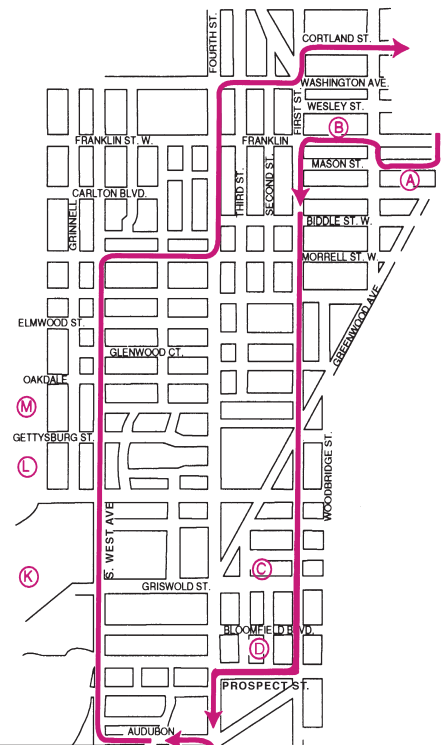 FOURTH ST.
CORTLAND ST.
WASHINGTON AVE.
FIRST ST.
WESLEY ST.
B
FRANKLIN ST. W.
FRANKLIN
MASON ST.
A
THIRD ST.
SECOND ST.
CARLTON BLVD.
GRINNELL
BIDDLE ST. W.
MORRELL ST. W.
GREENWOOD AVE
ELMWOOD ST.
GLENWOOD CT.
OAKDALE
M
GETTYSBURG ST.
L
WOODBRIDGE ST.
S. WEST AVE
C
K
GRISWOLD ST.
BLOOMFIELD BLVD.
D
PROSPECT ST.
AUDUBON